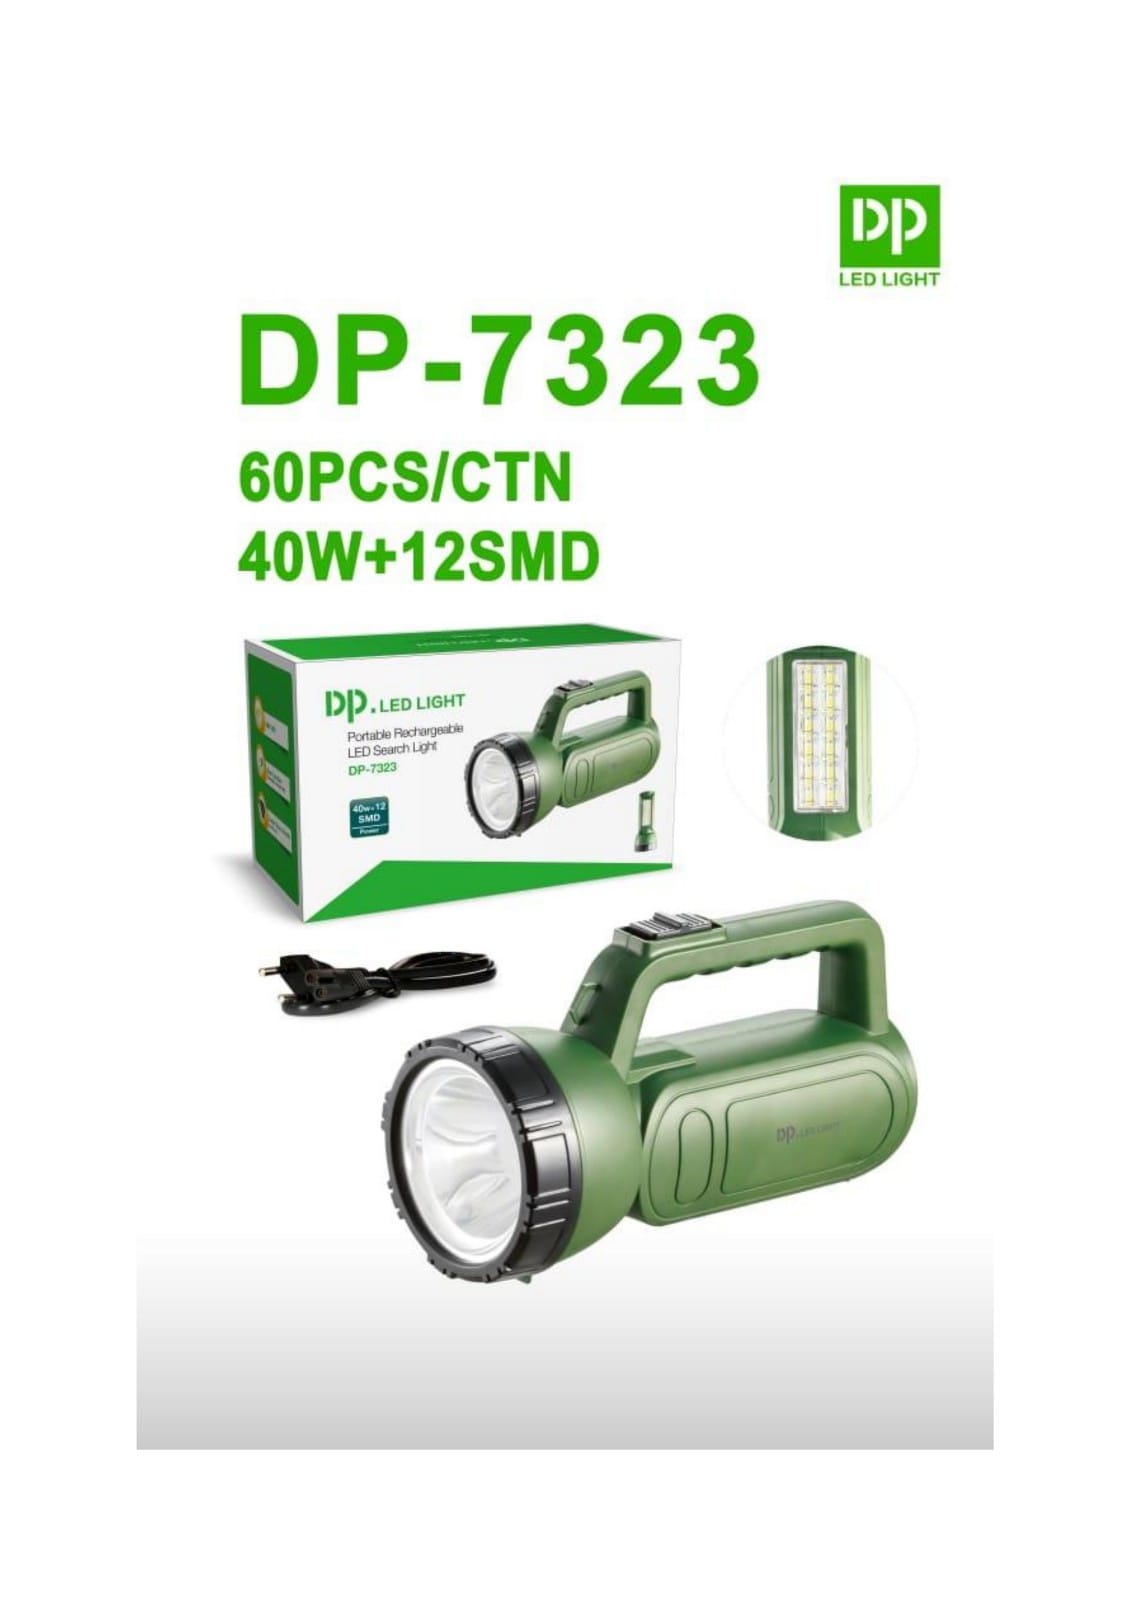 DP
LED LIGHT
DP-7323
60PCS/CTN
40W+12SMD
DP.LED LIGHT
Portable Rechargeable
LED Search Light
DP-7323
40w+12
SMD
Power
DP.LED LIGHT